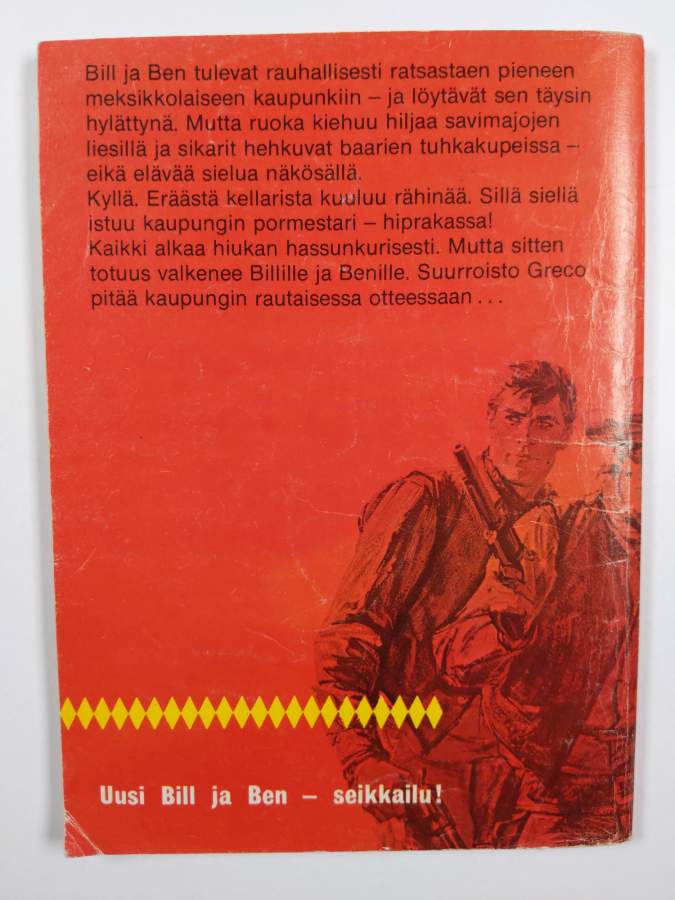 Bill ja Ben tulevat rauhallisesti ratsastaen pieneen
meksikkolaiseen kaupunkiin – ja löytävät sen täysin
hylättynä. Mutta ruoka kiehuu hiljaa savimajojen
liesillä ja sikarit hehkuvat baarien tuhkakupeissa –
eikä elävää sielua näkösällä.
Kyllä. Eräästä kellarista kuuluu rähinää. Sillä siellä
istuu kaupungin pormestari – hiprakassa!
Kaikki alkaa hiukan hassunkurisesti. Mutta sitten
totuus valkenee Billille ja Benille. Suurroisto Greco
pitää kaupungin rautaisessa otteessaan...
Uusi Bill ja Ben – seikkailu!